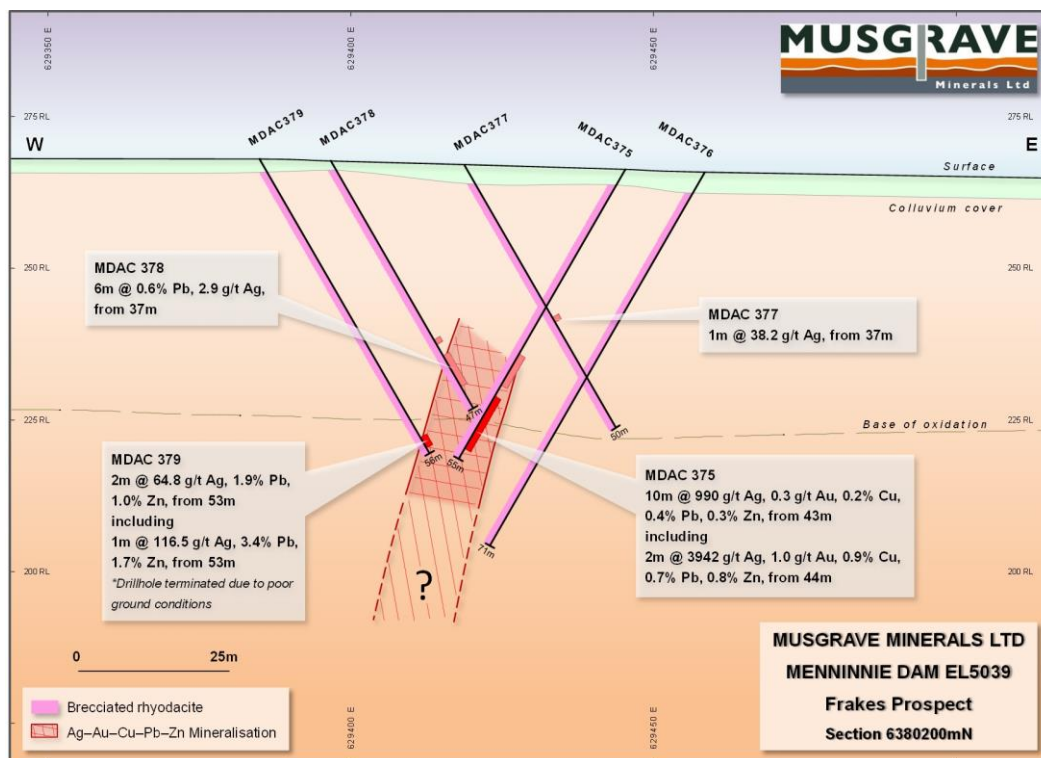 629350 E
629400 E
629450 E
MUSGRAVE
Minerals Ltd
275 RL
275 RL
W
E
MDAC379
MDAC378
MDAC377
MDAC375
MDAC376
Surface
Colluvium cover
250 RL
250 RL
MDAC 378
6m @ 0.6% Pb, 2.9 g/t Ag,
from 37m
MDAC 377
1m @ 38.2 g/t Ag, from 37m
225 RL
225 RL
Base of oxidation
47m
50m
56m
55m
71m
MDAC 379
2m @ 64.8 g/t Ag, 1.9% Pb,
1.0% Zn, from 53m
including
1m @ 116.5 g/t Ag, 3.4% Pb,
1.7% Zn, from 53m
*Drillhole terminated due to poor
ground conditions
MDAC 375
10m @ 990 g/t Ag, 0.3 g/t Au, 0.2% Cu,
0.4% Pb, 0.3% Zn, from 43m
including
2m @ 3942 g/t Ag, 1.0 g/t Au, 0.9% Cu,
0.7% Pb, 0.8% Zn, from 44m
200 RL
200 RL
?
0 25m
Brecciated rhyodacite
Ag–Au–Cu–Pb–Zn Mineralisation
629400 E
629450 E
MUSGRAVE MINERALS LTD
MENNINNIE DAM EL5039
Frakes Prospect
Section 6380200mN